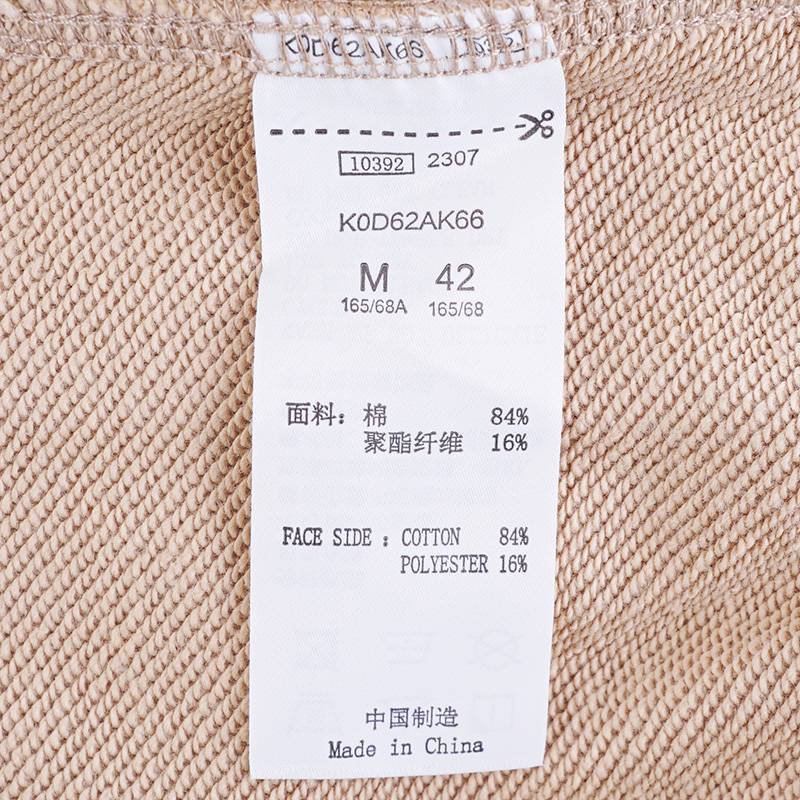 K0D62AK66
10392 2307
K0D62AK66
M 42
165/68A 165/68
面料：棉 84%
聚酯纤维 16%
FACE SIDE : COTTON 84%
POLYESTER 16%
中国制造
Made in China